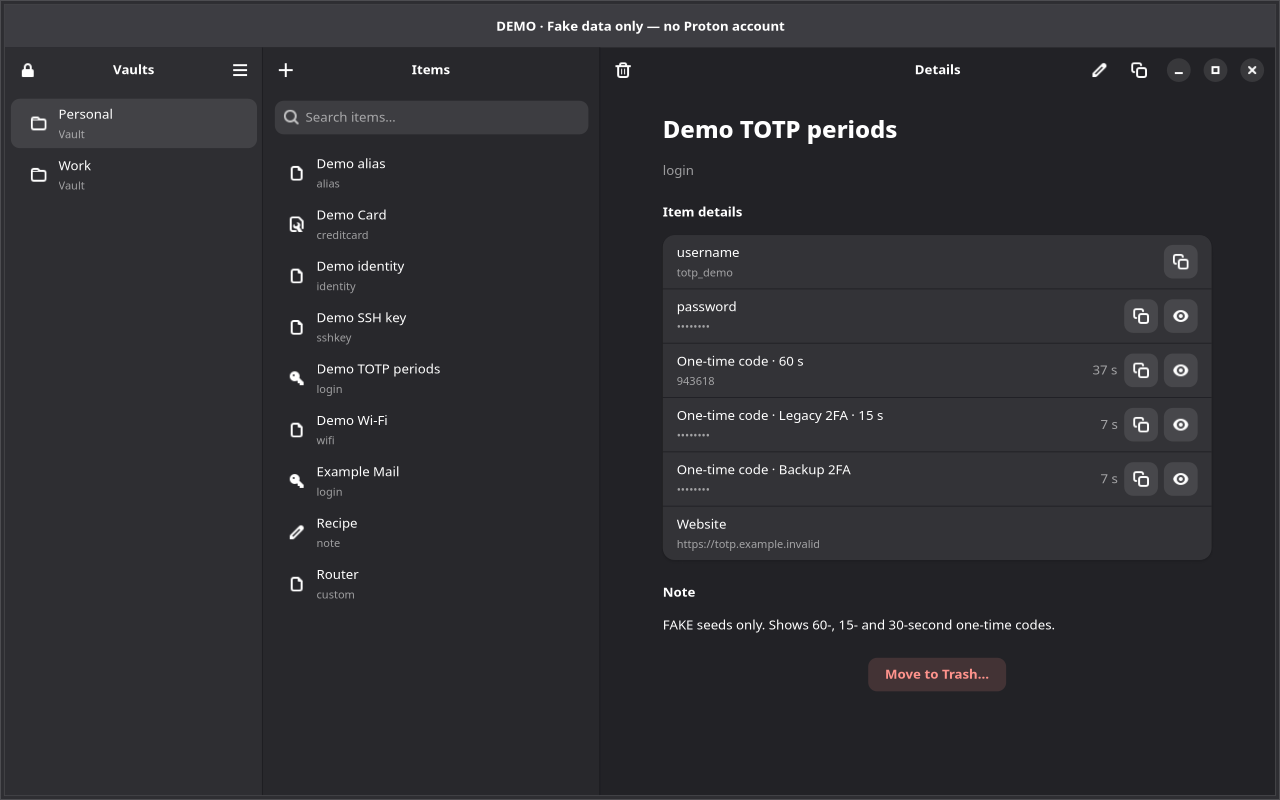 DEMO · Fake data only — no Proton account
Vaults
Personal
Vault
Work
Vault
Items
Search items...
Demo alias
alias
Demo Card
creditcard
Demo identity
identity
Demo SSH key
sshkey
Demo TOTP periods
login
Demo Wi-Fi
wifi
Example Mail
login
Recipe
note
Router
custom
Details
Demo TOTP periods
login
Item details
username
totp_demo
password
••••••••
One-time code · 60 s
943618
37 s
One-time code · Legacy 2FA · 15 s
••••••••
7 s
One-time code · Backup 2FA
••••••••
7 s
Website
https://totp.example.invalid
Note
FAKE seeds only. Shows 60-, 15- and 30-second one-time codes.
Move to Trash...